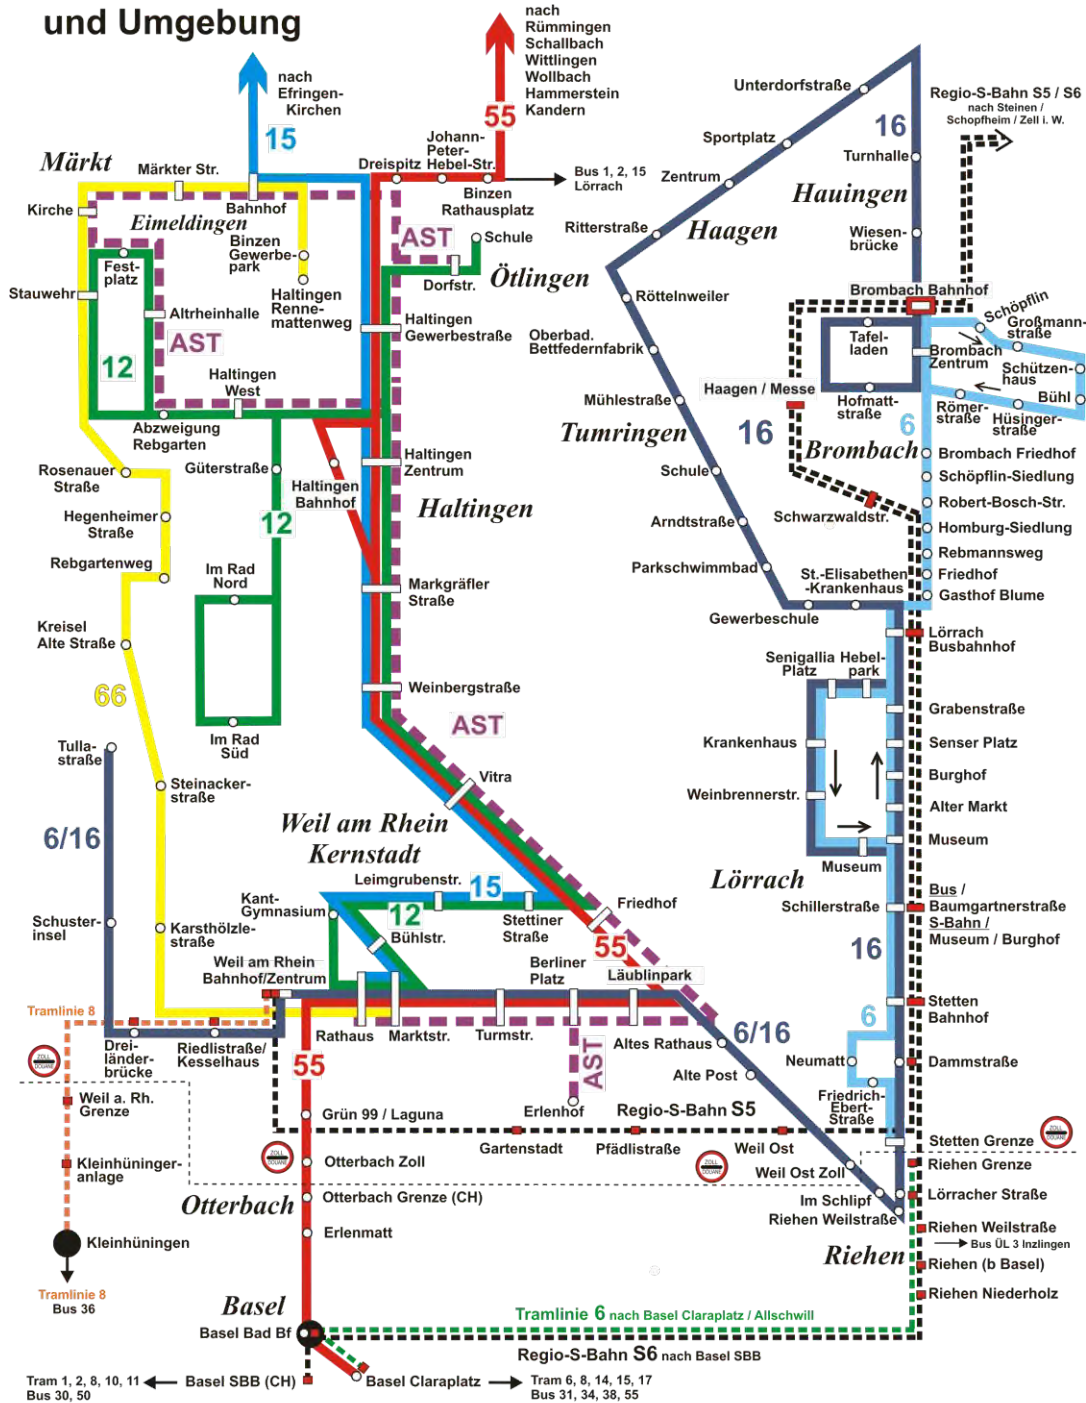 und Umgebung
nach
Efringen-
Kirchen
15
nach
Rümmingen
Schallbach
Wittlingen
Wollbach
Hammerstein
Kandern
55
Johann-
Peter-
Hebel-Str.
Dreispitz
Binzen
Rathausplatz
Bus 1, 2, 15
Lörrach
Märkt
Märkter Str.
Kirche
Eimeldingen
Bahnhof
Binzen
Gewerbe-
park
Haltingen
Renne-
mattenweg
Fest-
platz
Stauwehr
Altrheinhalle
AST
12
Haltingen
West
Abzweigung
Rebgarten
AST
Schule
Dorfstr.
Ötlingen
Haltingen
Gewerbestraße
Haltingen
Zentrum
Haltingen
Haltingen
Bahnhof
Güterstraße
12
Rosenauer
Straße
Hegenheimer
Straße
Rebgartenweg
Im Rad
Nord
Kreisel
Alte Straße
66
Im Rad
Süd
Markgräfler
Straße
Weinbergstraße
AST
Vitra
Tulla-
straße
Steinacker-
straße
6/16
Weil am Rhein
Kernstadt
Leimgrubenstr.
15
Kant-
Gymnasium
12
Bühlstr.
Stettiner
Straße
Friedhof
55
Schuster-
insel
Karsthölzle-
straße
Weil am Rhein
Bahnhof/Zentrum
Berliner
Platz
Läublinpark
Tramlinie 8
Drei-
länder-
brücke
Riedlistraße/
Kesselhaus
Rathaus
Marktstr.
Turmstr.
Altes Rathaus
6/16
Alte Post
AST
Erlenhof
55
ZOLL
DOUANE
Weil a. Rh.
Grenze
Kleinhüninger-
anlage
Kleinhüningen
Tramlinie 8
Bus 36
Grün 99 / Laguna
ZOLL
DOUANE
Otterbach Zoll
Otterbach
Otterbach Grenze (CH)
Erlenmatt
Regio-S-Bahn S5
Gartenstadt
Pfädlistraße
Weil Ost
ZOLL
DOUANE
Weil Ost Zoll
Im Schlipf
Riehen Weilstraße
Basel
Basel Bad Bf
Tramlinie 6 nach Basel Claraplatz / Allschwill
Regio-S-Bahn S6 nach Basel SBB
Tram 1, 2, 8, 10, 11
Bus 30, 50
Basel SBB (CH)
Basel Claraplatz
Tram 6, 8, 14, 15, 17
Bus 31, 34, 38, 55
Unterdorfstraße
Sportplatz
Zentrum
Ritterstraße
Haagen
16
Turnhalle
Hauingen
Wiesen-
brücke
Regio-S-Bahn S5 / S6
nach Steinen /
Schopfheim / Zell i. W.
Brombach Bahnhof
Röttelnweiler
Oberbad.
Bettfedernfabrik
Mühlestraße
Tumringen
Schule
Arndtstraße
Parkschwimmbad
Gewerbeschule
St.-Elisabethen
-Krankenhaus
Tafel-
laden
Hofmatt-
straße
Haagen / Messe
16
Schwarzwaldstr.
Brombach
Zentrum
Schöpflin
Großmann-
straße
Schützen-
haus
Bühl
Römer-
straße
Hüsinger-
straße
6
Brombach
Brombach Friedhof
Schöpflin-Siedlung
Robert-Bosch-Str.
Homburg-Siedlung
Rebmannsweg
Friedhof
Gasthof Blume
Lörrach
Busbahnhof
Senigallia
Platz
Hebel-
park
Krankenhaus
Weinbrennerstr.
Museum
Grabenstraße
Senser Platz
Burghof
Alter Markt
Museum
Lörrach
Schillerstraße
Bus /
Baumgartnerstraße
S-Bahn /
Museum / Burghof
16
Stetten
Bahnhof
6
Neumatt
Dammstraße
Friedrich-
Ebert-
Straße
ZOLL
DOUANE
Stetten Grenze
Riehen Grenze
Lörracher Straße
Riehen Weilstraße
Bus ÜL 3 Inzlingen
Riehen
Riehen (b Basel)
Riehen Niederholz